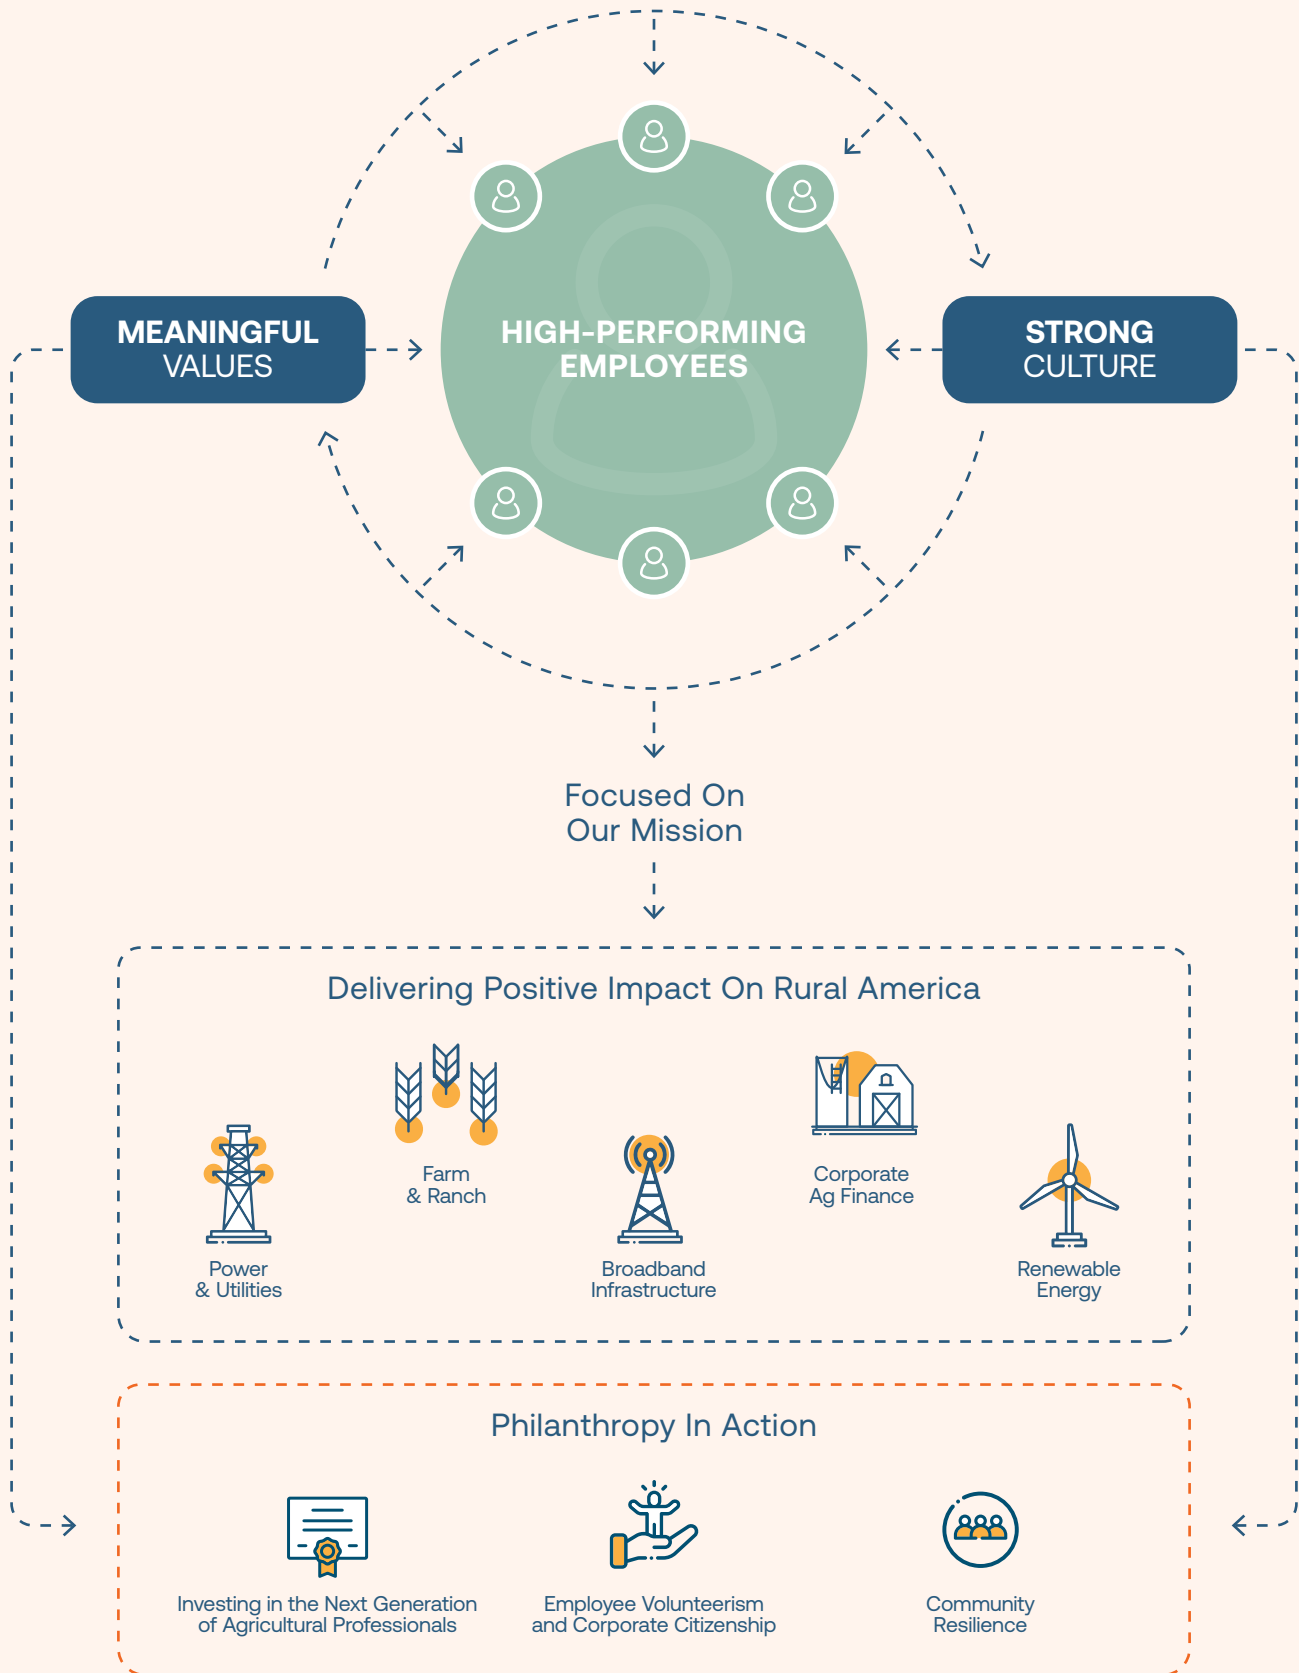 MEANINGFUL
VALUES
HIGH-PERFORMING
EMPLOYEES
STRONG
CULTURE
Focused On
Our Mission
Delivering Positive Impact On Rural America
Power
& Utilities
Farm
& Ranch
Broadband
Infrastructure
Corporate
Ag Finance
Renewable
Energy
Philanthropy In Action
Investing in the Next Generation
of Agricultural Professionals
Employee Volunteerism
and Corporate Citizenship
Community
Resilience